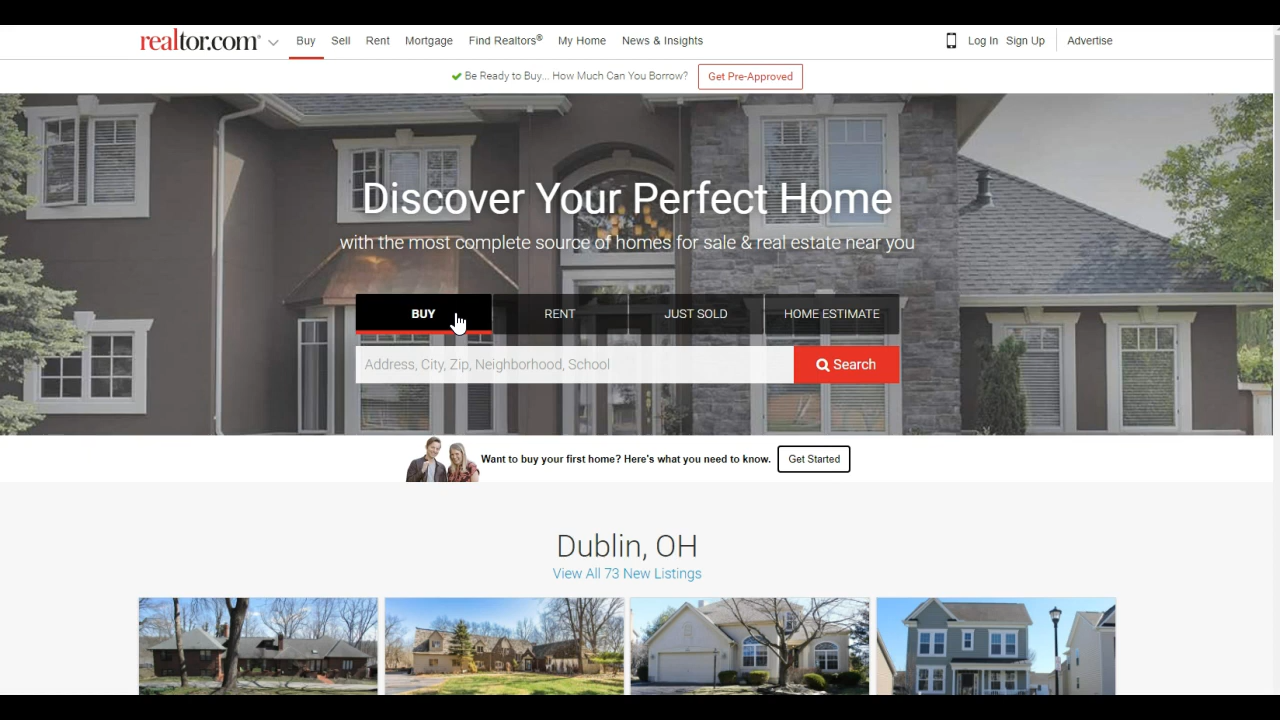 realtor.com® Buy Sell Rent Mortgage Find Realtors® My Home News & Insights Log In Sign Up Advertise
Be Ready to Buy... How Much Can You Borrow? Get Pre-Approved
Discover Your Perfect Home
with the most complete source of homes for sale & real estate near you
BUY RENT JUST SOLD HOME ESTIMATE
Address, City, Zip, Neighborhood, School Search
Want to buy your first home? Here's what you need to know. Get Started
Dublin, OH
View All 73 New Listings